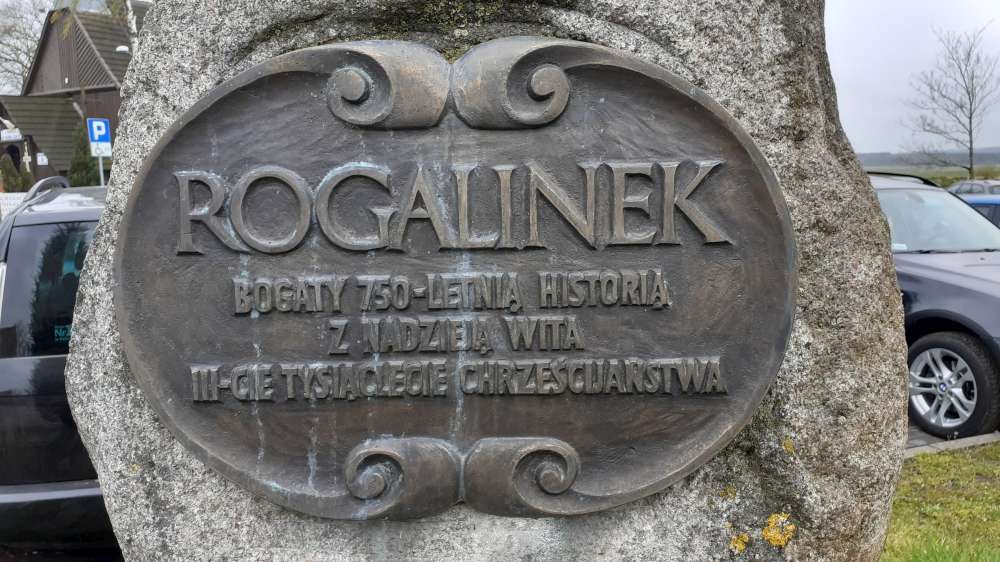 P
ROGALINEK
BOGATY 750-LETNIĄ HISTORIĄ
Z NADZIEJĄ WITA
III-CIE TYSIĄCLECIE CHRZEŚCIJAŃSTWA